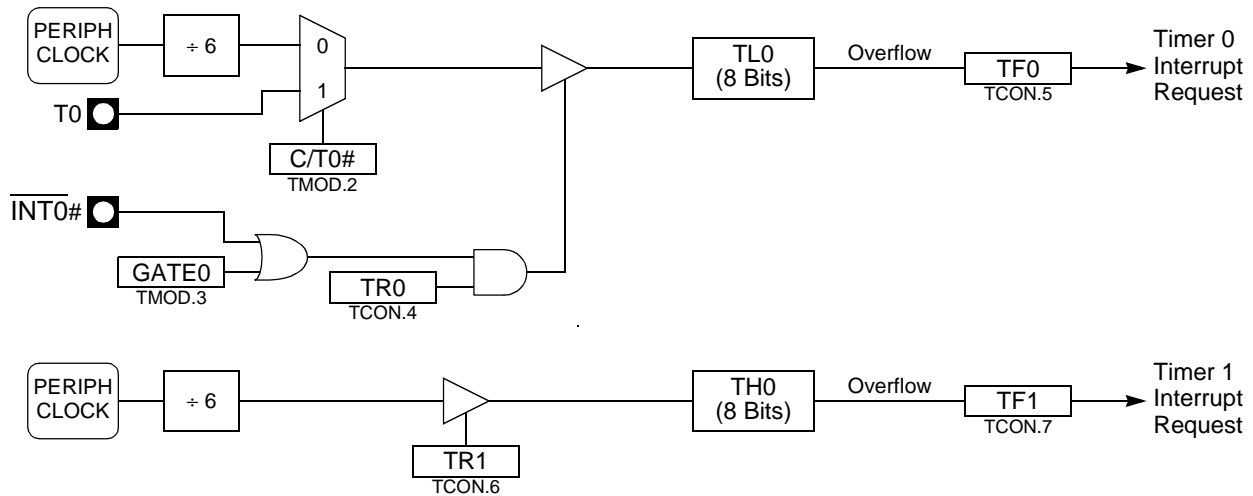 PERIPH
CLOCK
÷ 6
0
1
T0
C/T0#
TMOD.2
TL0
(8 Bits)
Overflow
TF0
TCON.5
Timer 0
Interrupt
Request
INT0#
GATE0
TMOD.3
TR0
TCON.4
PERIPH
CLOCK
÷ 6
TR1
TCON.6
TH0
(8 Bits)
Overflow
TF1
TCON.7
Timer 1
Interrupt
Request